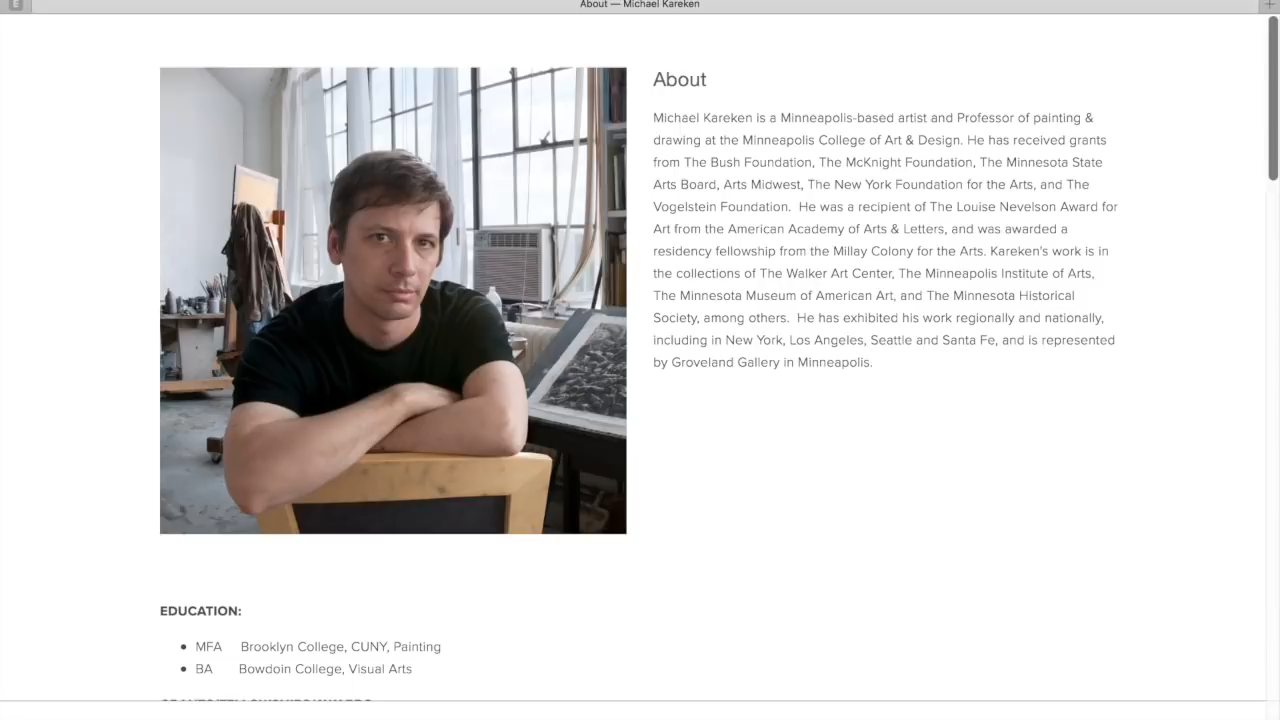 E
About — Michael Kareken
About
Michael Kareken is a Minneapolis-based artist and Professor of painting &
drawing at the Minneapolis College of Art & Design. He has received grants
from The Bush Foundation, The McKnight Foundation, The Minnesota State
Arts Board, Arts Midwest, The New York Foundation for the Arts, and The
Vogelstein Foundation.  He was a recipient of The Louise Nevelson Award for
Art from the American Academy of Arts & Letters, and was awarded a
residency fellowship from the Millay Colony for the Arts. Kareken's work is in
the collections of The Walker Art Center, The Minneapolis Institute of Arts,
The Minnesota Museum of American Art, and The Minnesota Historical
Society, among others.  He has exhibited his work regionally and nationally,
including in New York, Los Angeles, Seattle and Santa Fe, and is represented
by Groveland Gallery in Minneapolis.
EDUCATION:
• MFA Brooklyn College, CUNY, Painting
• BA Bowdoin College, Visual Arts